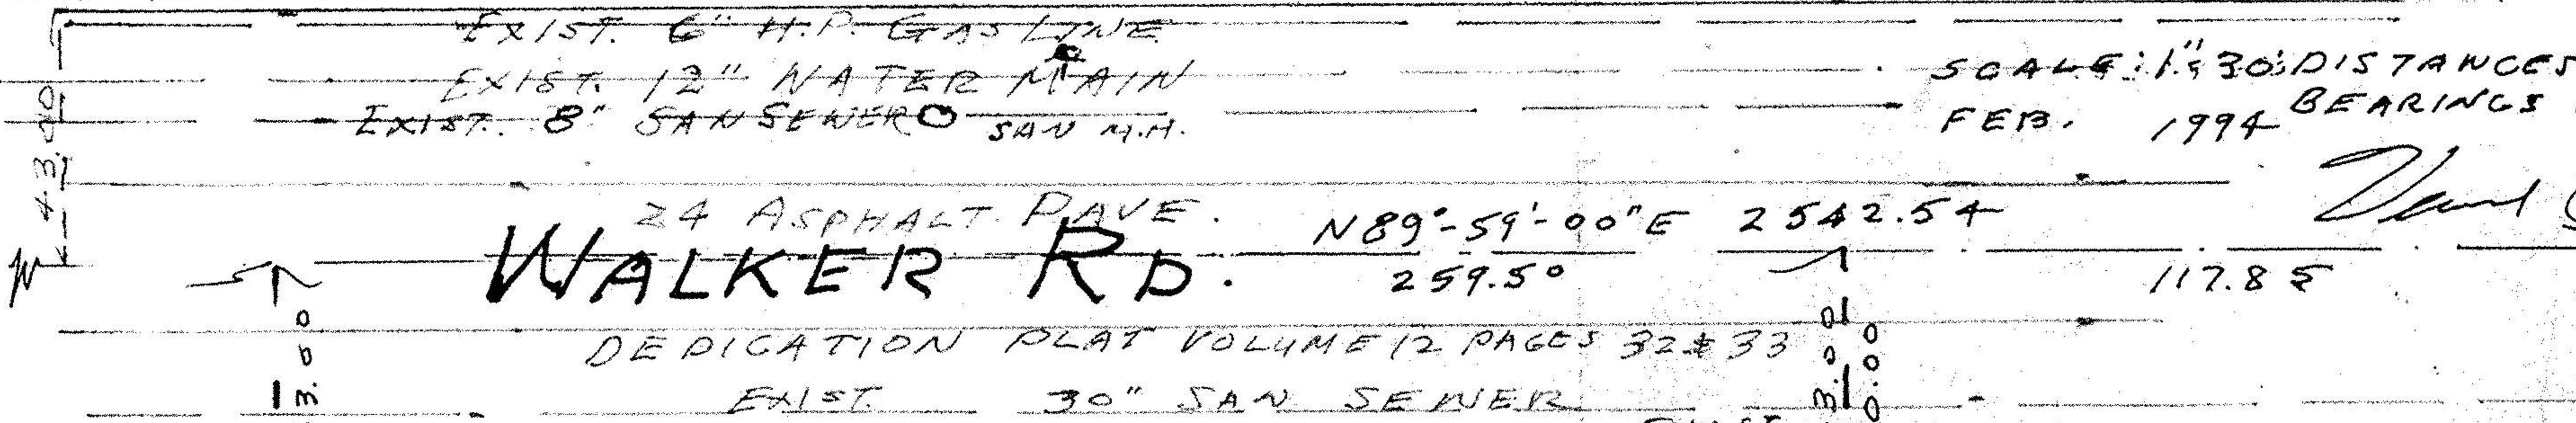 EXIST. 6" H.P. GAS LINE
EXIST. 12" WATER MAIN
EXIST. 8" SAN SEWER SAN M.H.
SCALE: 1"=30' DISTANCES
FEB. 1994 BEARINGS
43.00
24 ASPHALT PAVE.
N89°-59'-00"E 2542.54
WALKER RD.
259.50
117.85
DEDICATION PLAT VOLUME 12 PAGES 32 & 33
EXIST. 30" SAN SEWER